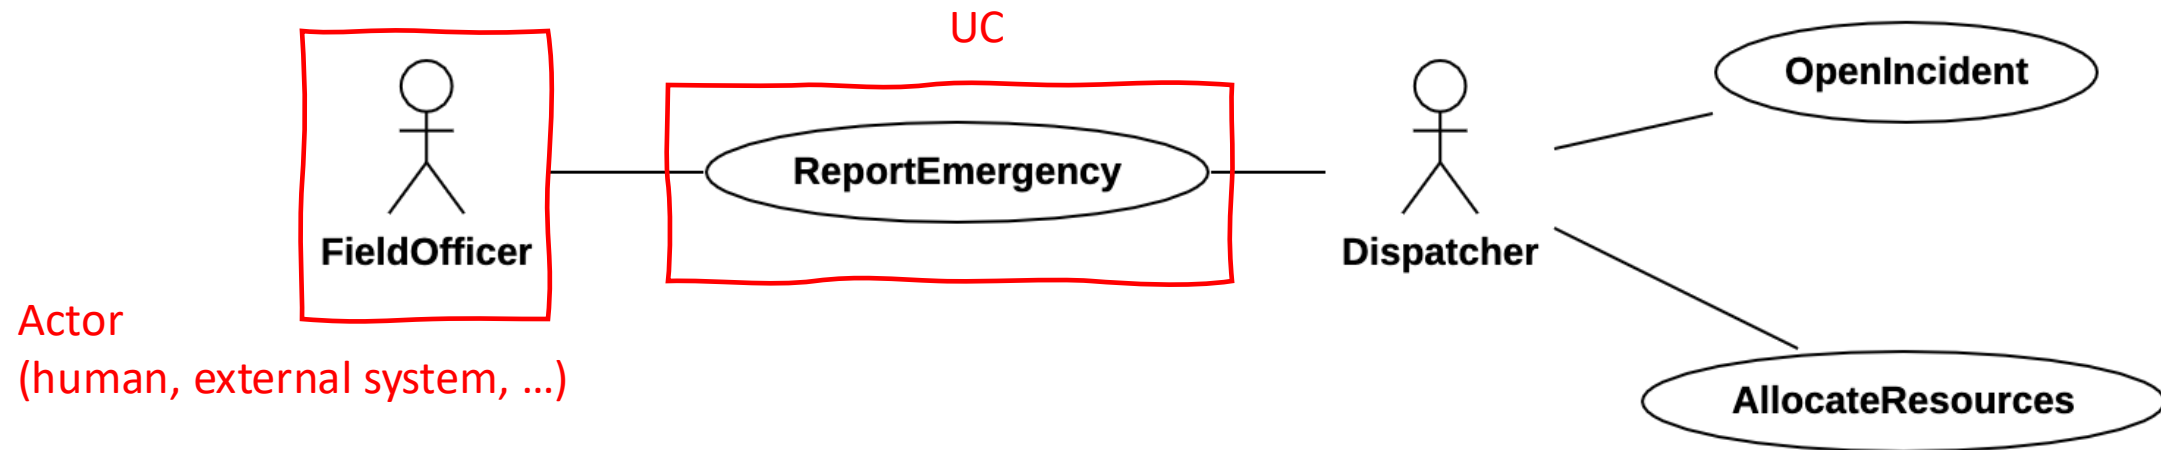 UC
OpenIncident
ReportEmergency
FieldOfficer
Dispatcher
Actor
(human, external system, ...)
AllocateResources